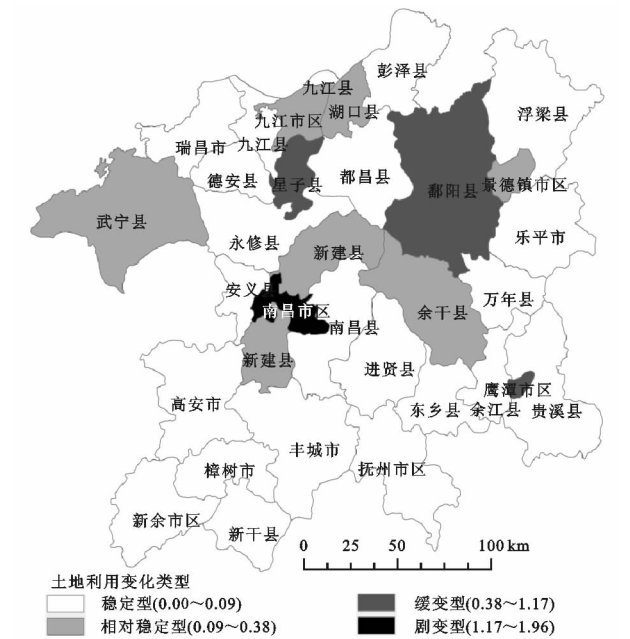 彭泽县
九江县
浮梁县
湖口县
九江市区
九江县
瑞昌市
德安县
星子县
都昌县
鄱阳县
景德镇市区
武宁县
乐平市
永修县
新建县
安义县
万年县
南昌市区
余干县
南昌县
新建县
进贤县
鹰潭市区
高安市
东乡县
余江县
贵溪县
丰城市
樟树市
抚州市区
新余市区
新干县
0 25 50 100 km
土地利用变化类型
稳定型(0.00~0.09) 缓变型(0.38~1.17)
相对稳定型(0.09~0.38) 剧变型(1.17~1.96)